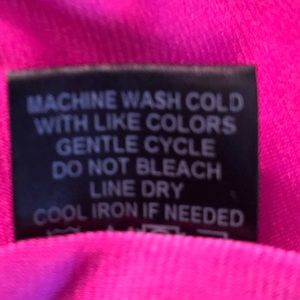 MACHINE WASH COLD
WITH LIKE COLORS
GENTLE CYCLE
DO NOT BLEACH
LINE DRY
COOL IRON IF NEEDED